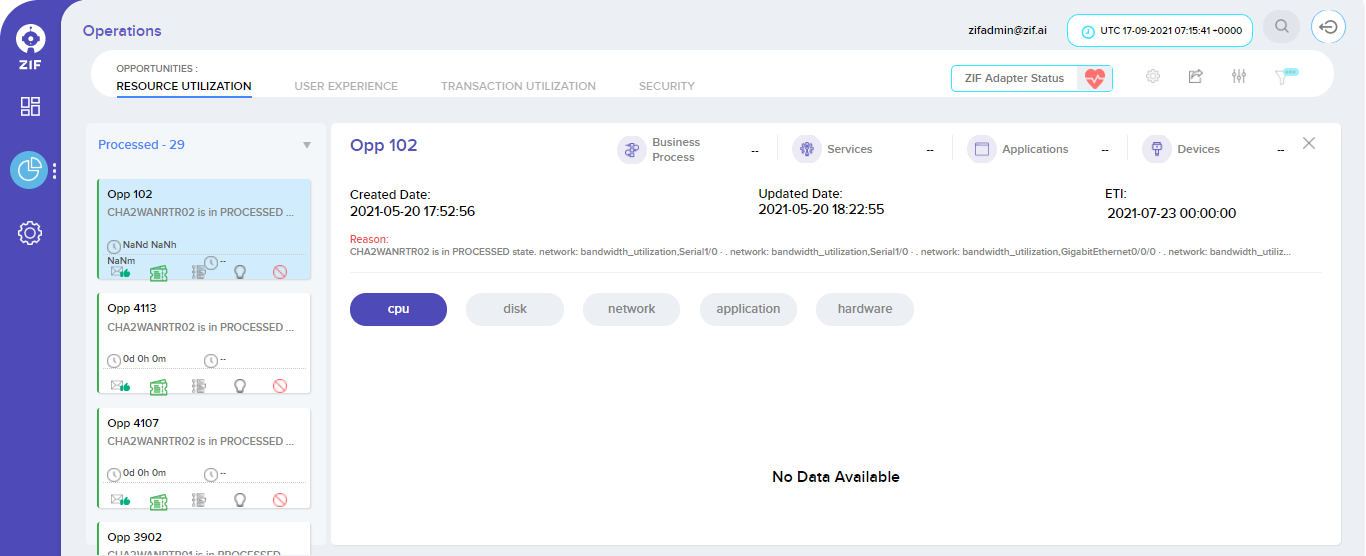 Operations
zifadmin@zif.ai
UTC 17-09-2021 07:15:41 +0000
ZIF
OPPORTUNITIES :
RESOURCE UTILIZATION
USER EXPERIENCE
TRANSACTION UTILIZATION
SECURITY
ZIF Adapter Status
Processed - 29
Opp 102
CHA2WANRTR02 is in PROCESSED ...
NaNd NaNh
NaNm
--
Opp 4113
CHA2WANRTR02 is in PROCESSED ...
0d 0h 0m
--
Opp 4107
CHA2WANRTR02 is in PROCESSED ...
0d 0h 0m
--
Opp 3902
CHA2WANRTR01 is in PROCESSED
Opp 102
Business
Process
--
Services
--
Applications
--
Devices
--
Created Date:
2021-05-20 17:52:56
Updated Date:
2021-05-20 18:22:55
ETI:
2021-07-23 00:00:00
Reason:
CHA2WANRTR02 is in PROCESSED state. network: bandwidth_utilization,Serial1/0 - . network: bandwidth_utilization,Serial1/0 - . network: bandwidth_utilization,GigabitEthernet0/0/0 - . network: bandwidth_utiliz...
cpu
disk
network
application
hardware
No Data Available